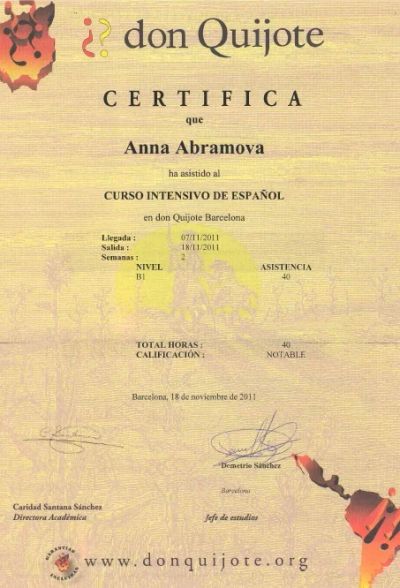 ¿? don Quijote
CERTIFICA
que
Anna Abramova
ha asistido al
CURSO INTENSIVO DE ESPAÑOL
en don Quijote Barcelona
Llegada : 07/11/2011
Salida : 18/11/2011
Semanas : 2
NIVEL ASISTENCIA
B1 40
TOTAL HORAS : 40
CALIFICACIÓN : NOTABLE
Barcelona, 18 de noviembre de 2011
Demetrio Sánchez
Barcelona
Caridad Santana Sánchez
Directora Académica Jefe de estudios
www.donquijote.org